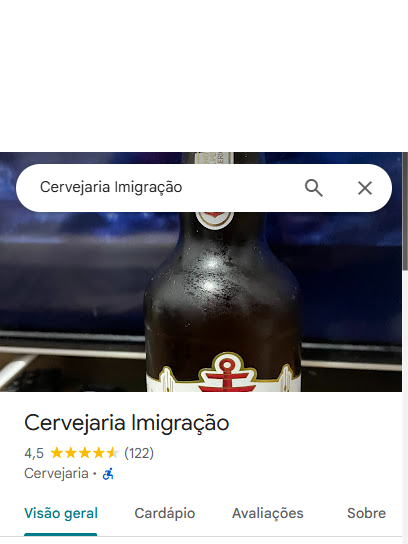 Cervejaria Imigração
Cervejaria Imigração
4,5 (122)
Cervejaria •
Visão geral Cardápio Avaliações Sobre